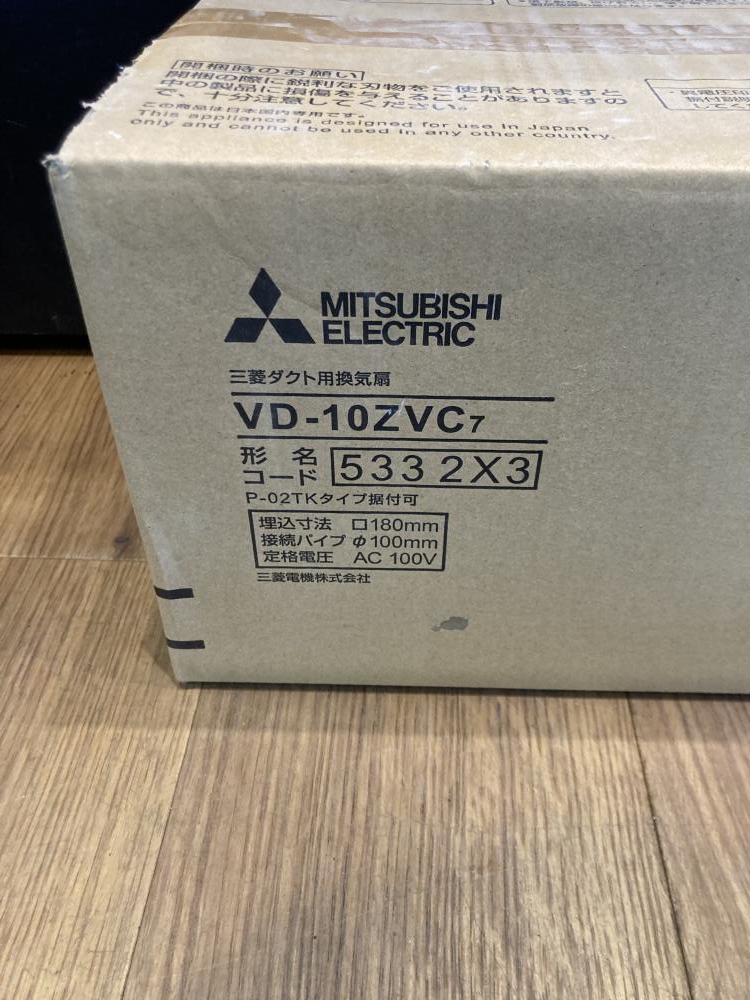 開梱時のお願い
開梱の際に鋭利な刃物をご使用されますと
中の製品に損傷を与えることがありますの
で、十分注意してください。
この商品は日本国内専用です。
This appliance is designed for use in Japan
only and cannot be used in any other country.
MITSUBISHI
ELECTRIC
三菱ダクト用換気扇
VD-10ZVC7
形名
コード
533 2X3
P-02TKタイプ据付可
埋込寸法 □180mm
接続パイプ φ100mm
定格電圧 AC 100V
三菱電機株式会社